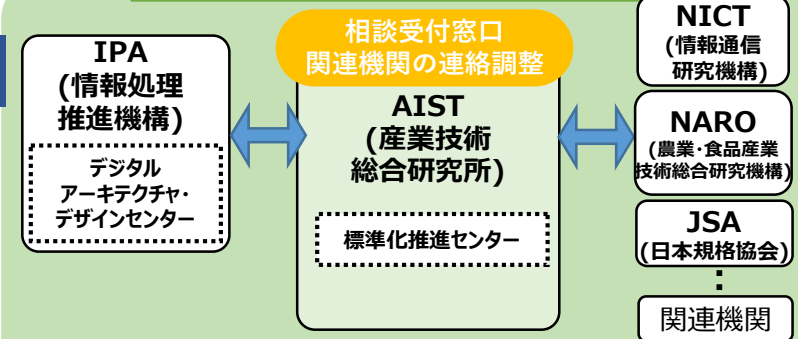 IPA
(情報処理
推進機構)
デジタル
アーキテクチャ・
デザインセンター
相談受付窓口
関連機関の連絡調整
AIST
(産業技術
総合研究所)
標準化推進センター
NICT
(情報通信
研究機構)
NARO
(農業・食品産業
技術総合研究機構)
JSA
(日本規格協会)
︙
関連機関